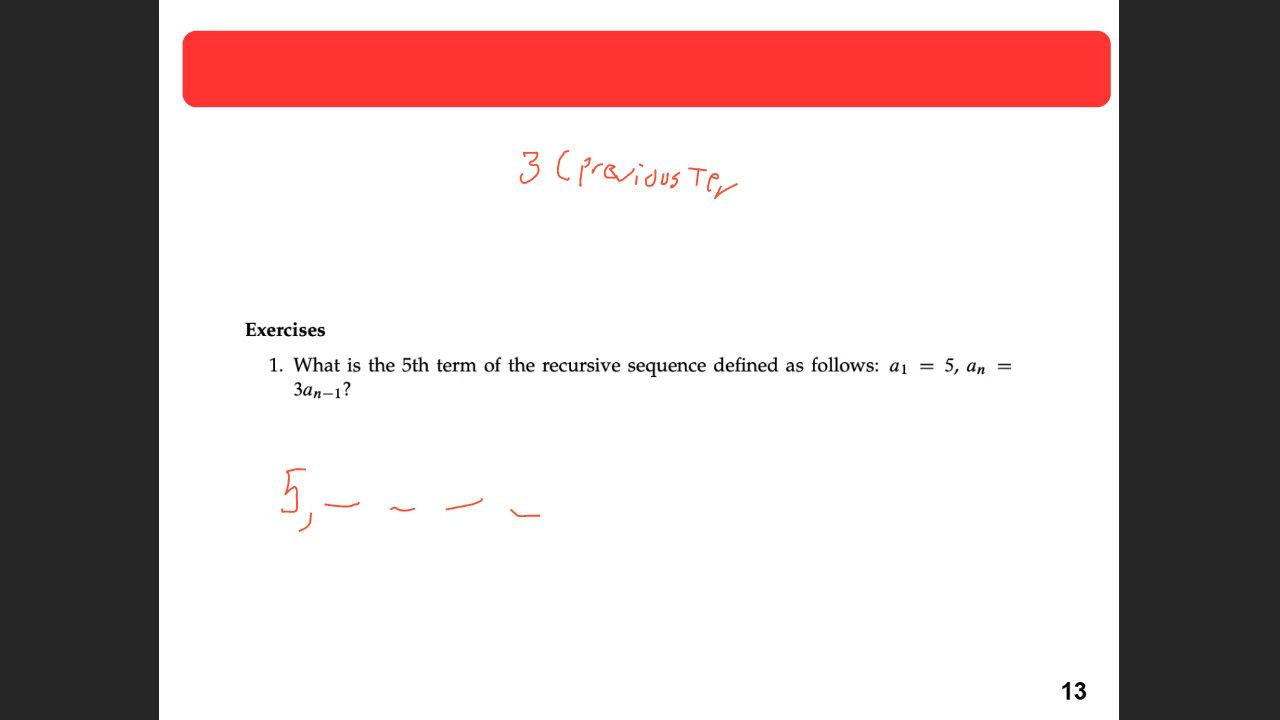 3 (previous Ter
Exercises
1. What is the 5th term of the recursive sequence defined as follows: a₁ = 5, aₙ =
3aₙ₋₁?
5, _ _ _ _
13